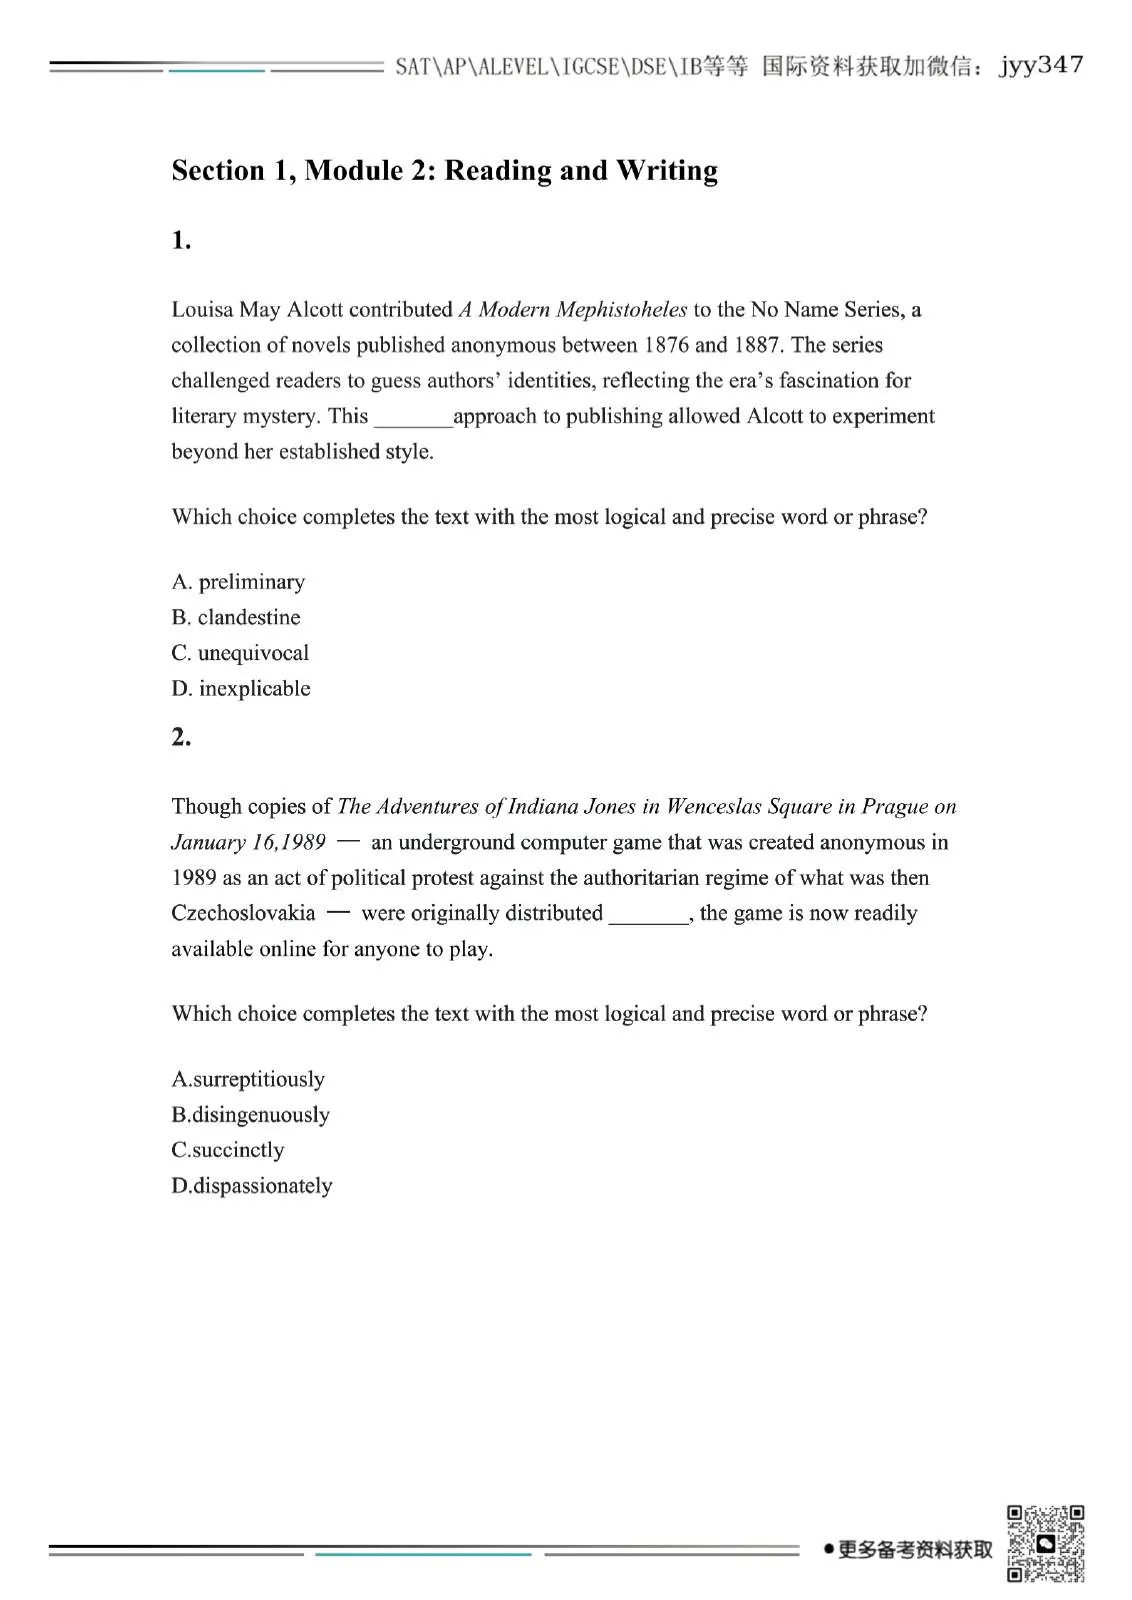 SAT\AP\ALEVEL\IGCSE\DSE\IB等等 国际资料获取加微信： jyy347
Section 1, Module 2: Reading and Writing
1.
Louisa May Alcott contributed A Modern Mephistoheles to the No Name Series, a
collection of novels published anonymous between 1876 and 1887. The series
challenged readers to guess authors’ identities, reflecting the era’s fascination for
literary mystery. This _______approach to publishing allowed Alcott to experiment
beyond her established style.
Which choice completes the text with the most logical and precise word or phrase?
A. preliminary
B. clandestine
C. unequivocal
D. inexplicable
2.
Though copies of The Adventures of Indiana Jones in Wenceslas Square in Prague on
January 16,1989 — an underground computer game that was created anonymous in
1989 as an act of political protest against the authoritarian regime of what was then
Czechoslovakia — were originally distributed _______, the game is now readily
available online for anyone to play.
Which choice completes the text with the most logical and precise word or phrase?
A.surreptitiously
B.disingenuously
C.succinctly
D.dispassionately
●更多备考资料获取